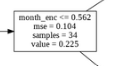 month_enc <= 0.562
mse = 0.104
samples = 34
value = 0.225